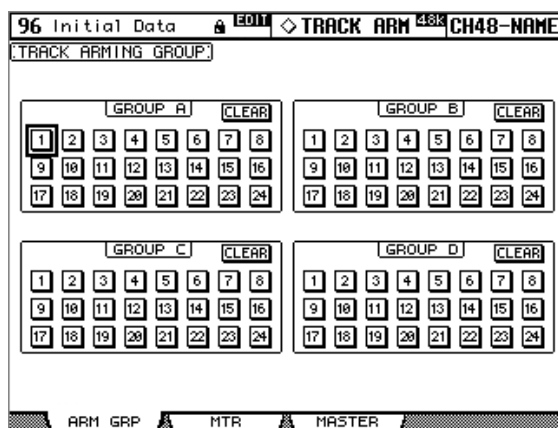 96 Initial Data EDIT ◇TRACK ARM 48K CH48-NAME
TRACK ARMING GROUP
GROUP A CLEAR
1 2 3 4 5 6 7 8
9 10 11 12 13 14 15 16
17 18 19 20 21 22 23 24
GROUP B CLEAR
1 2 3 4 5 6 7 8
9 10 11 12 13 14 15 16
17 18 19 20 21 22 23 24
GROUP C CLEAR
1 2 3 4 5 6 7 8
9 10 11 12 13 14 15 16
17 18 19 20 21 22 23 24
GROUP D CLEAR
1 2 3 4 5 6 7 8
9 10 11 12 13 14 15 16
17 18 19 20 21 22 23 24
ARM GRP MTR MASTER